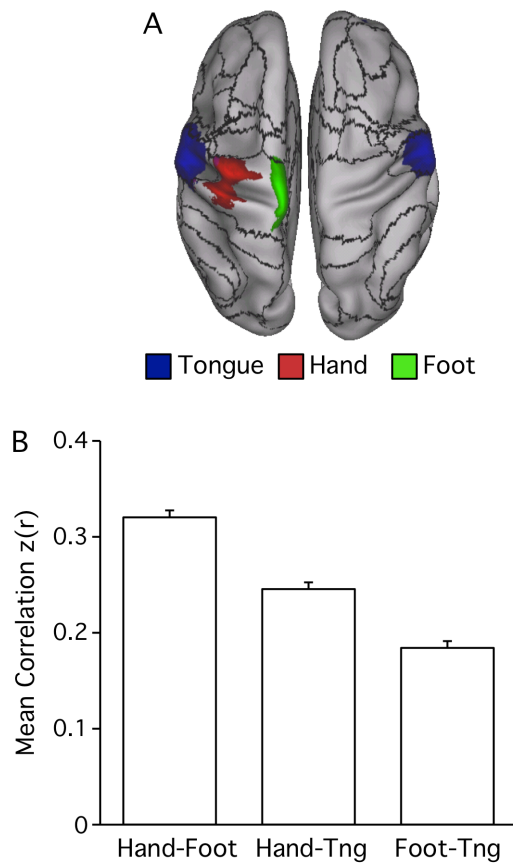 A
Tongue Hand Foot
B
Mean Correlation z(r)
0.4
0.3
0.2
0.1
0
Hand-Foot Hand-Tng Foot-Tng